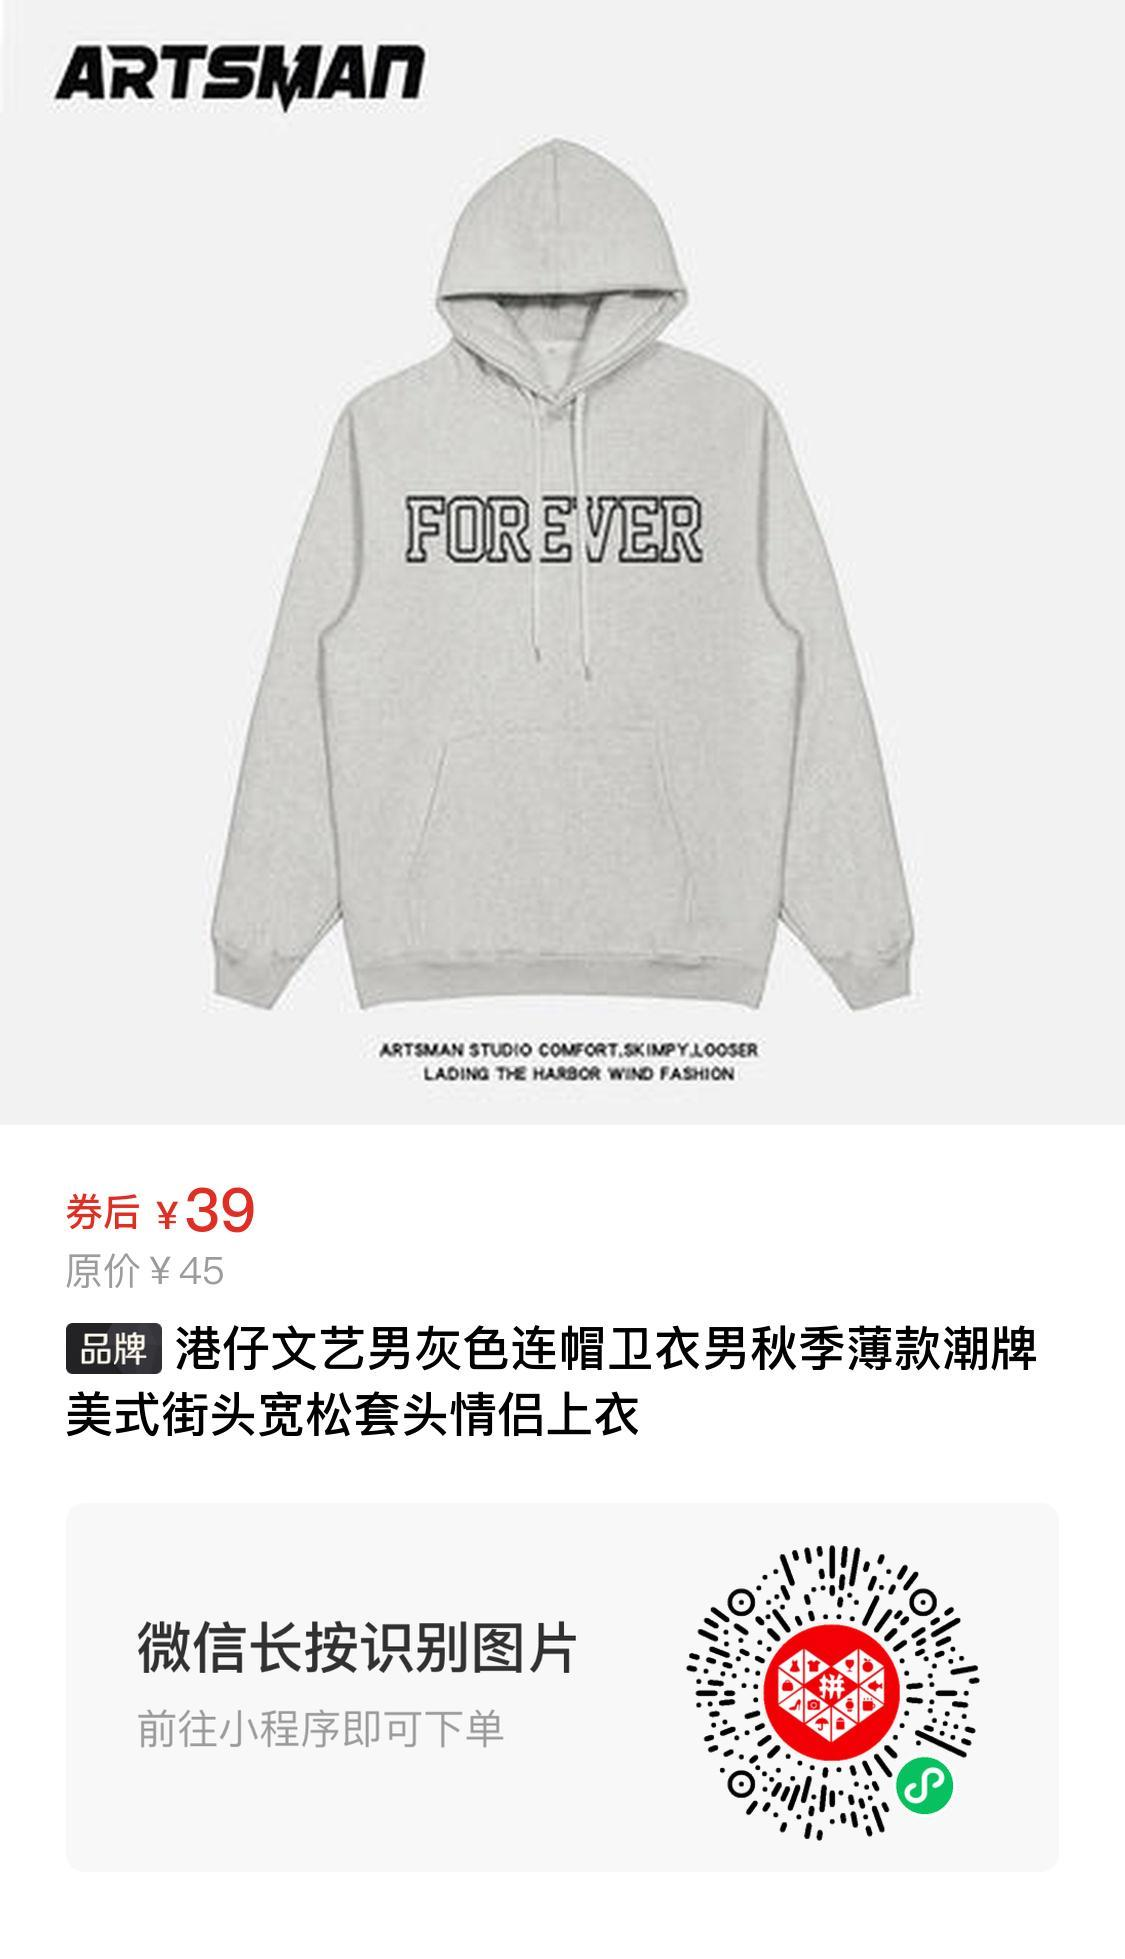 ARTSMAN
FOREVER
ARTSMAN STUDIO COMFORT,SKIMPY,LOOSER
LADING THE HARBOR WIND FASHION
券后 ¥39
原价 ¥45
品牌 港仔文艺男灰色连帽卫衣男秋季薄款潮牌
美式街头宽松套头情侣上衣
微信长按识别图片
前往小程序即可下单
拼